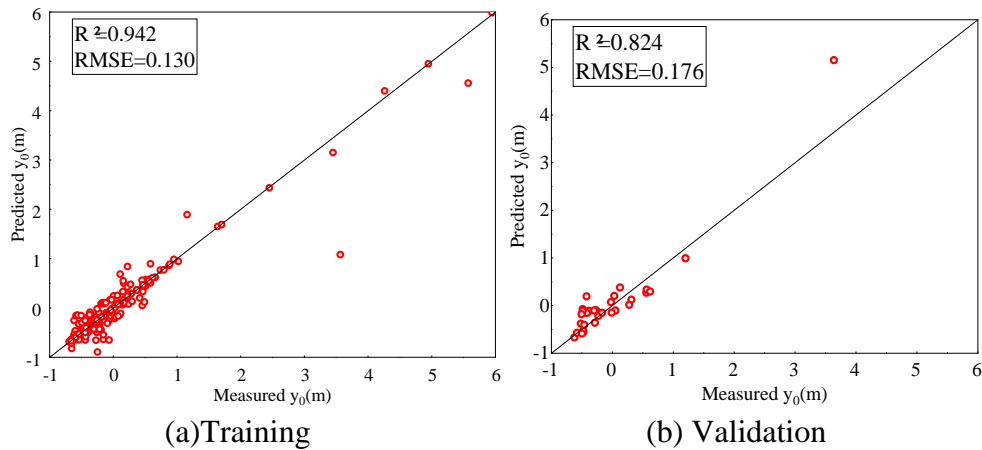 R²=0.942
RMSE=0.130
6
5
4
3
2
1
0
-1
Predicted y₀(m)
-1 0 1 2 3 4 5 6
Measured y₀(m)
(a)Training
R²=0.824
RMSE=0.176
6
5
4
3
2
1
0
-1
Predicted y₀(m)
-1 0 1 2 3 4 5 6
Measured y₀(m)
(b) Validation